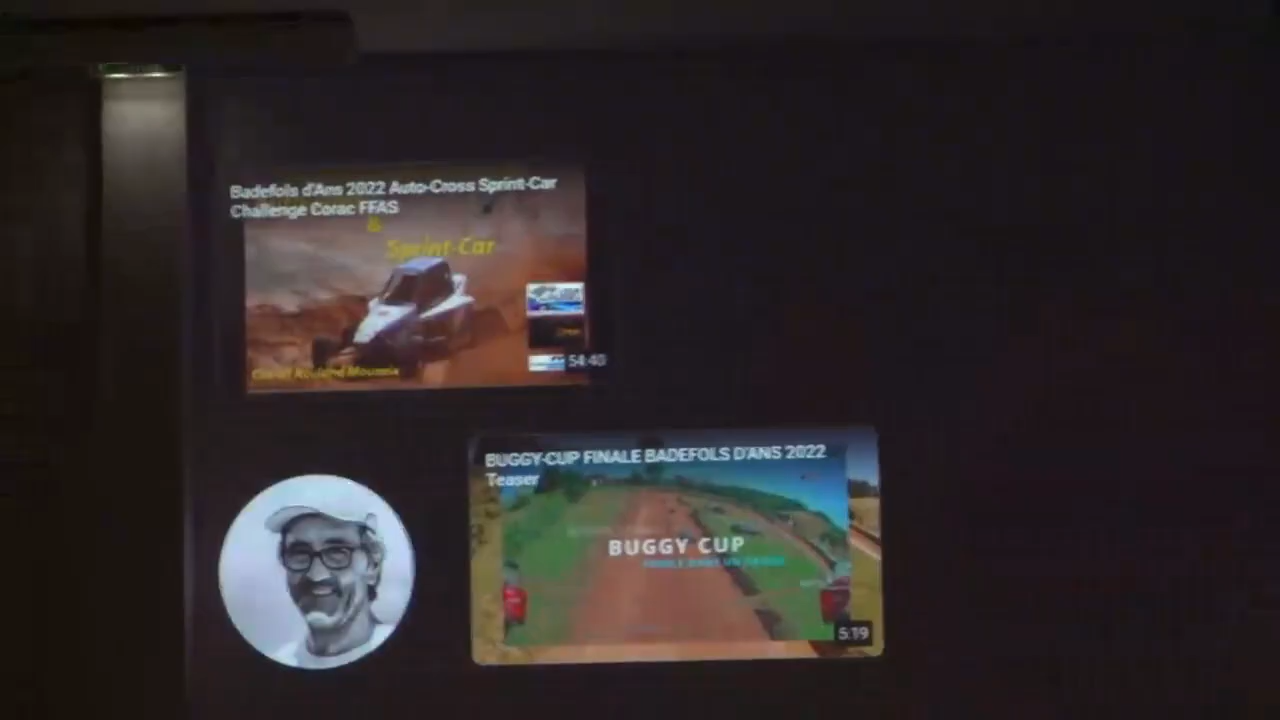 Badefols d'Ans 2022 Auto-Cross Sprint-Car
Challenge Corac FFAS
&
Sprint-Car
54:40
BUGGY-CUP FINALE BADEFOLS D'ANS 2022
Teaser
BUGGY CUP
5:19